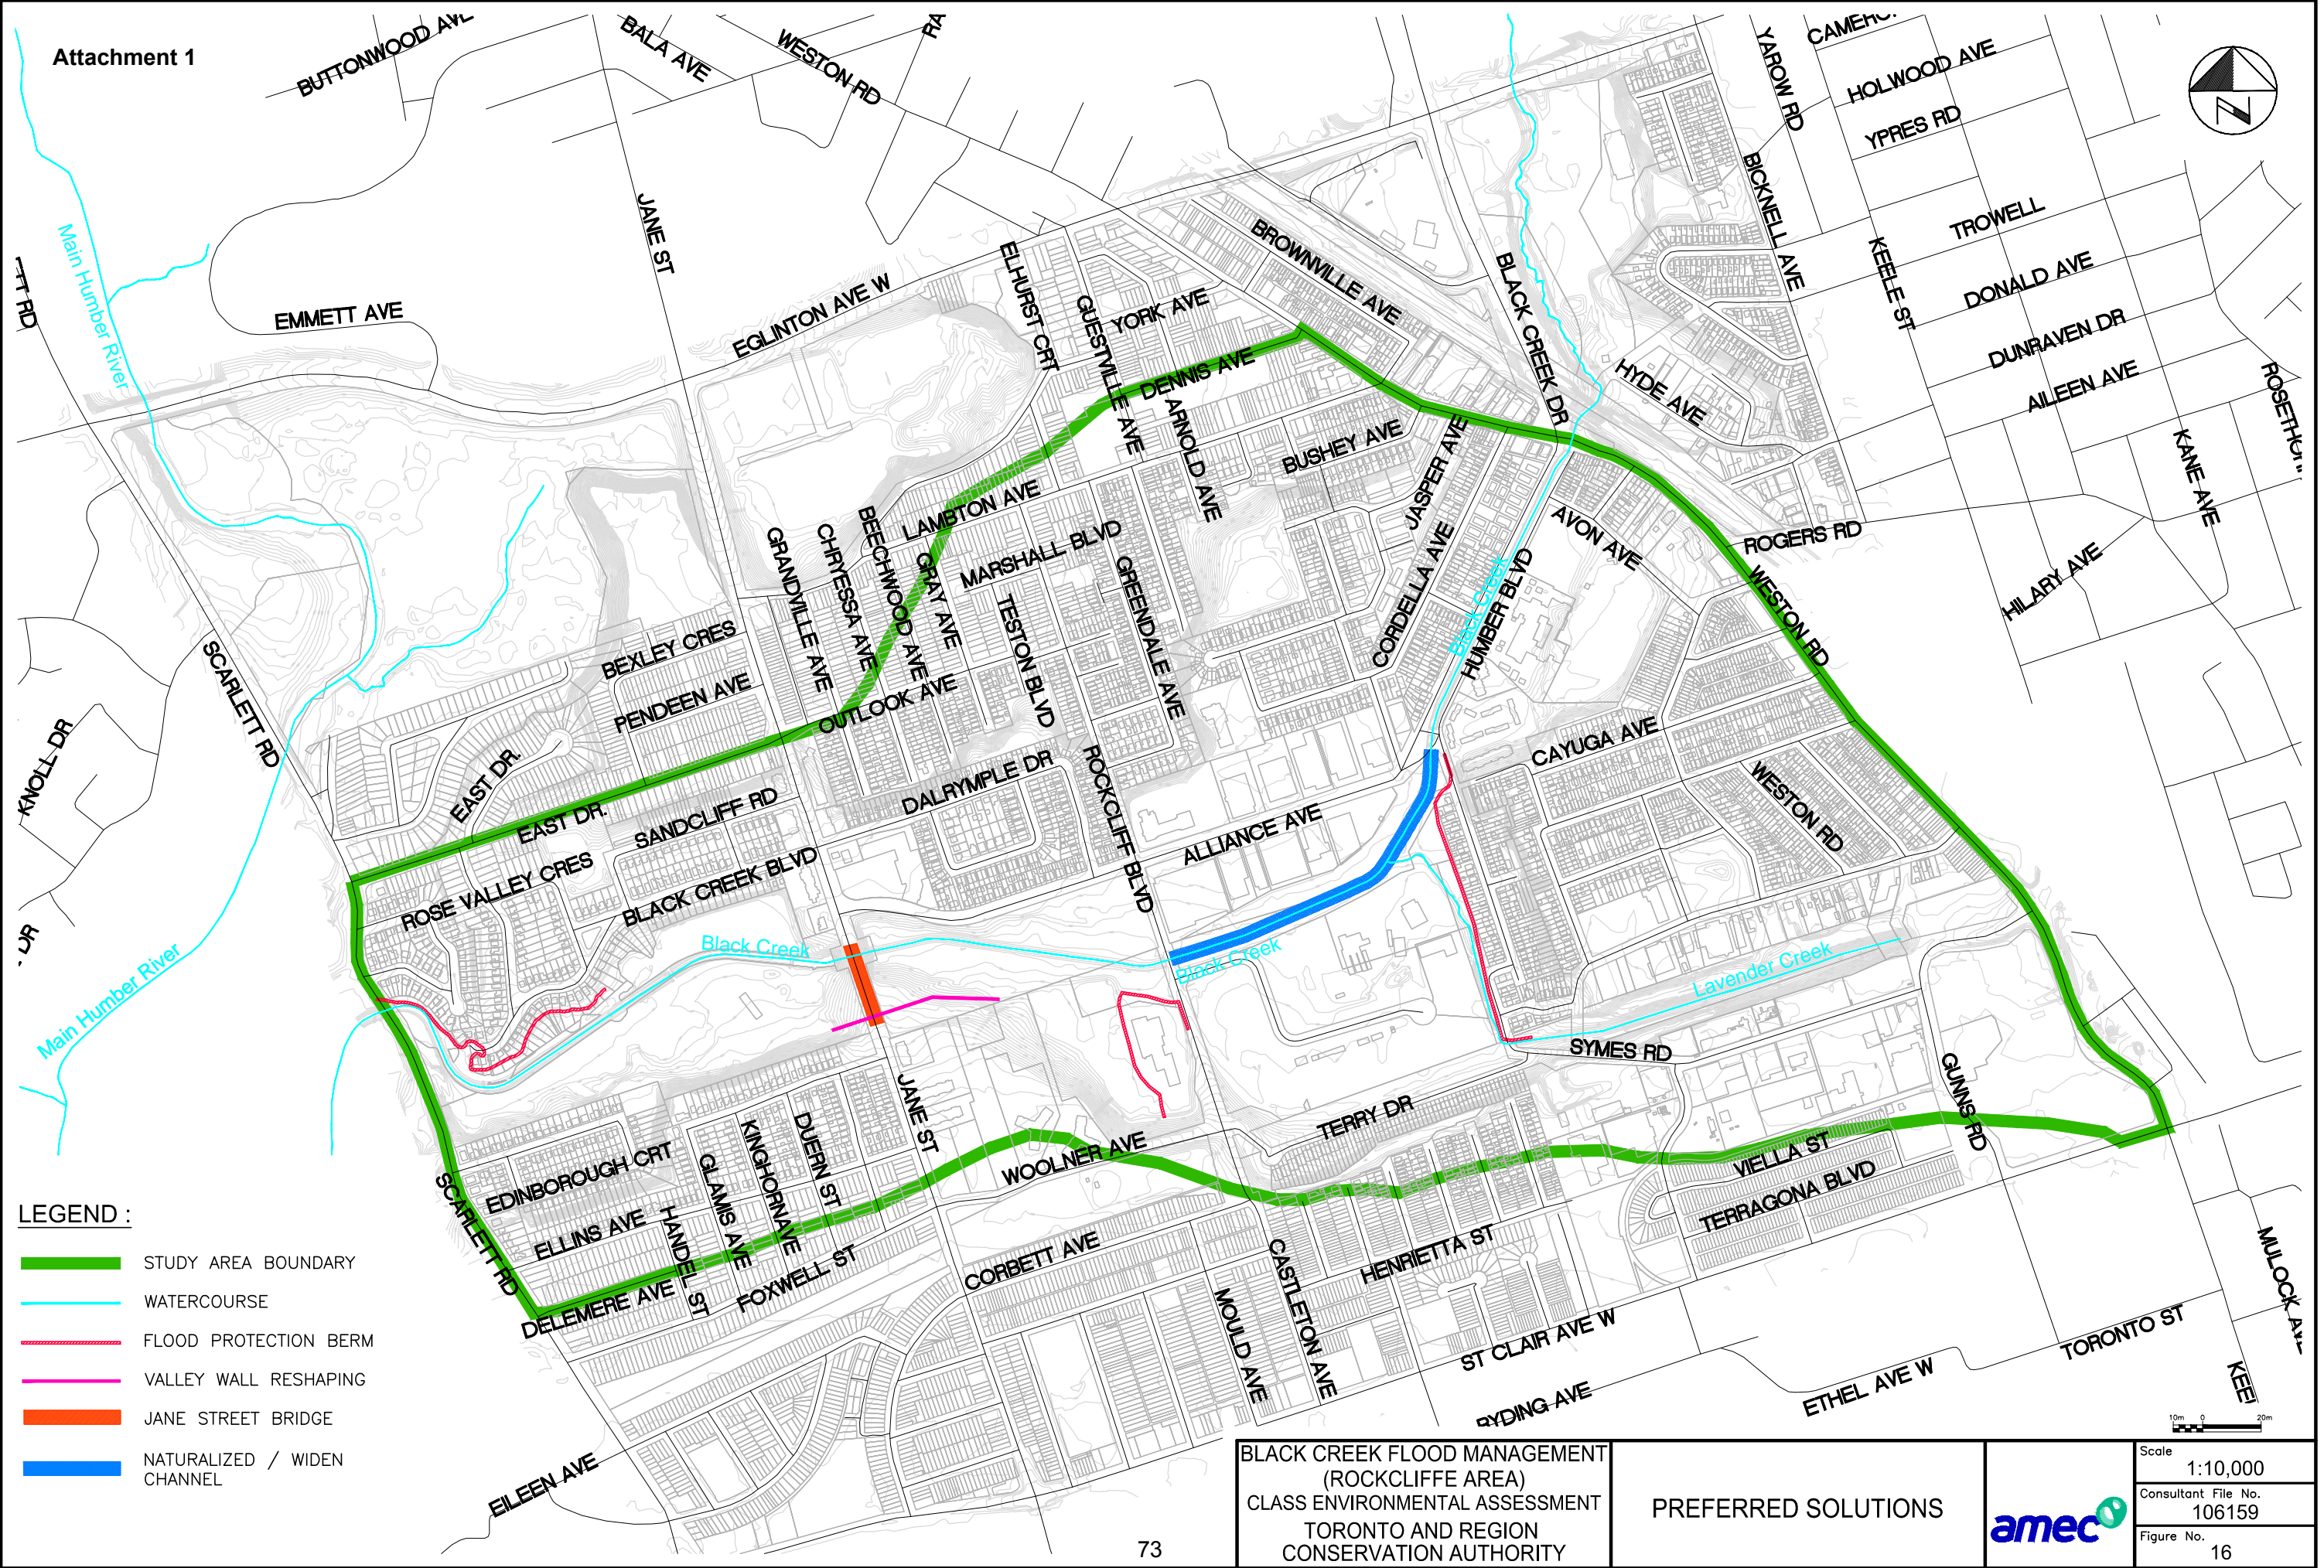 Attachment 1
BUTTONWOOD AVE
BALA AVE
WESTON RD
RA
YAROW RD
HOLWOOD AVE
YPRES RD
BICKNELL AVE
TROWELL
KEELE ST
DONALD AVE
DUNRAVEN DR
AILEEN AVE
KANE AVE
HILARY AVE
ROGERS RD
Main Humber River
TT RD
EMMETT AVE
JANE ST
EGLINTON AVE W
ELHURST CRT
GUESTVILLE AVE
YORK AVE
BROWNVILLE AVE
BLACK CREEK DR
HYDE AVE
DENNIS AVE
ARNOLD AVE
BUSHEY AVE
JASPER AVE
LAMBTON AVE
GRANDVILLE AVE
CHRYESSA AVE
BEECHWOOD AVE
GRAY AVE
MARSHALL BLVD
TESTON BLVD
GREENDALE AVE
CORDELLA AVE
Black Creek
HUMBER BLVD
AVON AVE
WESTON RD
SCARLETT RD
BEXLEY CRES
PENDEEN AVE
OUTLOOK AVE
EAST DR.
EAST DR.
SANDCLIFF RD
DALRYMPLE DR
ROCKCLIFF BLVD
ALLIANCE AVE
CAYUGA AVE
WESTON RD
KNOLL DR
DR
ROSE VALLEY CRES
BLACK CREEK BLVD
Black Creek
Black Creek
Lavender Creek
Main Humber River
SYMES RD
GUNNS RD
JANE ST
TERRY DR
WOOLNER AVE
VIELLA ST
TERRAGONA BLVD
EDINBOROUGH CRT
DUERN ST
KINGHORN AVE
GLAMIS AVE
ELLINS AVE
HANDEL ST
SCARLETT RD
DELEMERE AVE
FOXWELL ST
CORBETT AVE
MOULD AVE
CASTLETON AVE
HENRIETTA ST
ST CLAIR AVE W
RYDING AVE
ETHEL AVE W
TORONTO ST
EILEEN AVE
LEGEND :
STUDY AREA BOUNDARY
WATERCOURSE
FLOOD PROTECTION BERM
VALLEY WALL RESHAPING
JANE STREET BRIDGE
NATURALIZED / WIDEN
CHANNEL
73
BLACK CREEK FLOOD MANAGEMENT
(ROCKCLIFFE AREA)
CLASS ENVIRONMENTAL ASSESSMENT
TORONTO AND REGION
CONSERVATION AUTHORITY
PREFERRED SOLUTIONS
amec
10m 0 20m
Scale
1:10,000
Consultant File No.
106159
Figure No.
16